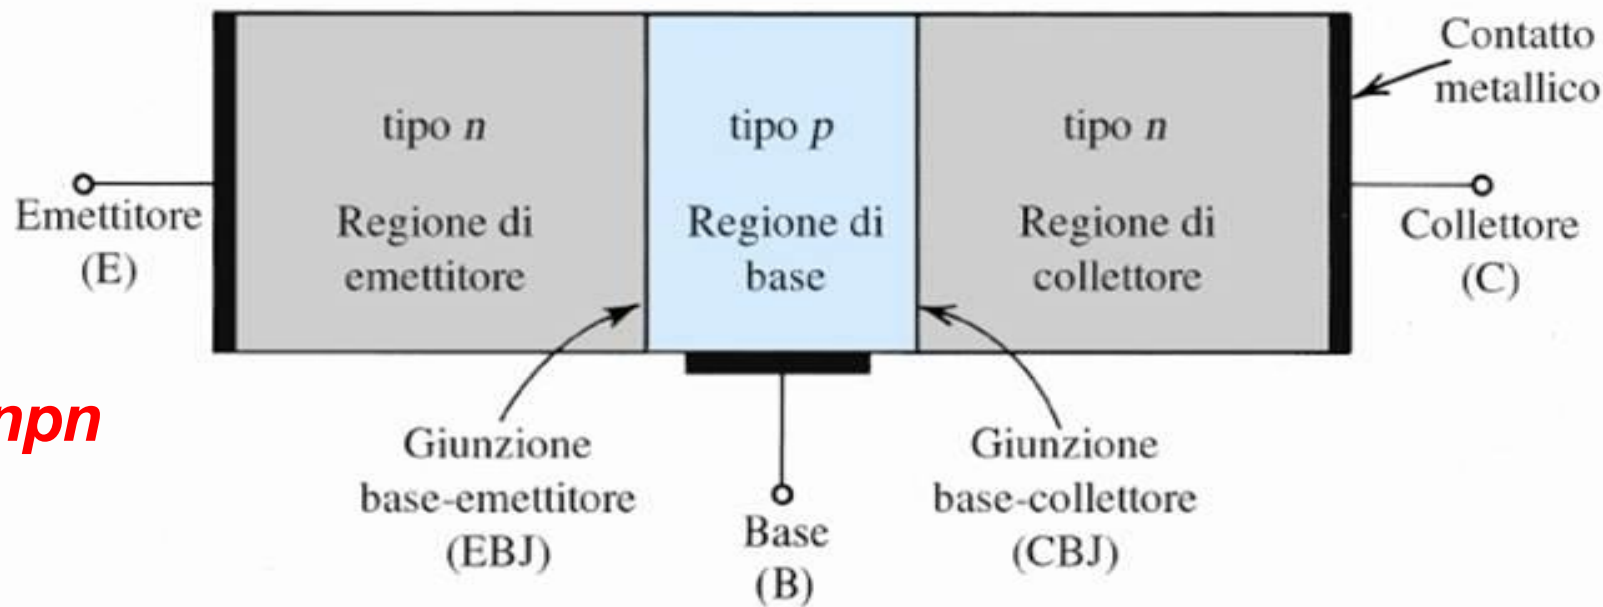 Contatto
metallico
tipo n
tipo p
tipo n
Emettitore
(E)
Regione di
emettitore
Regione di
base
Regione di
collettore
Collettore
(C)
npn
Giunzione
base-emettitore
(EBJ)
Base
(B)
Giunzione
base-collettore
(CBJ)